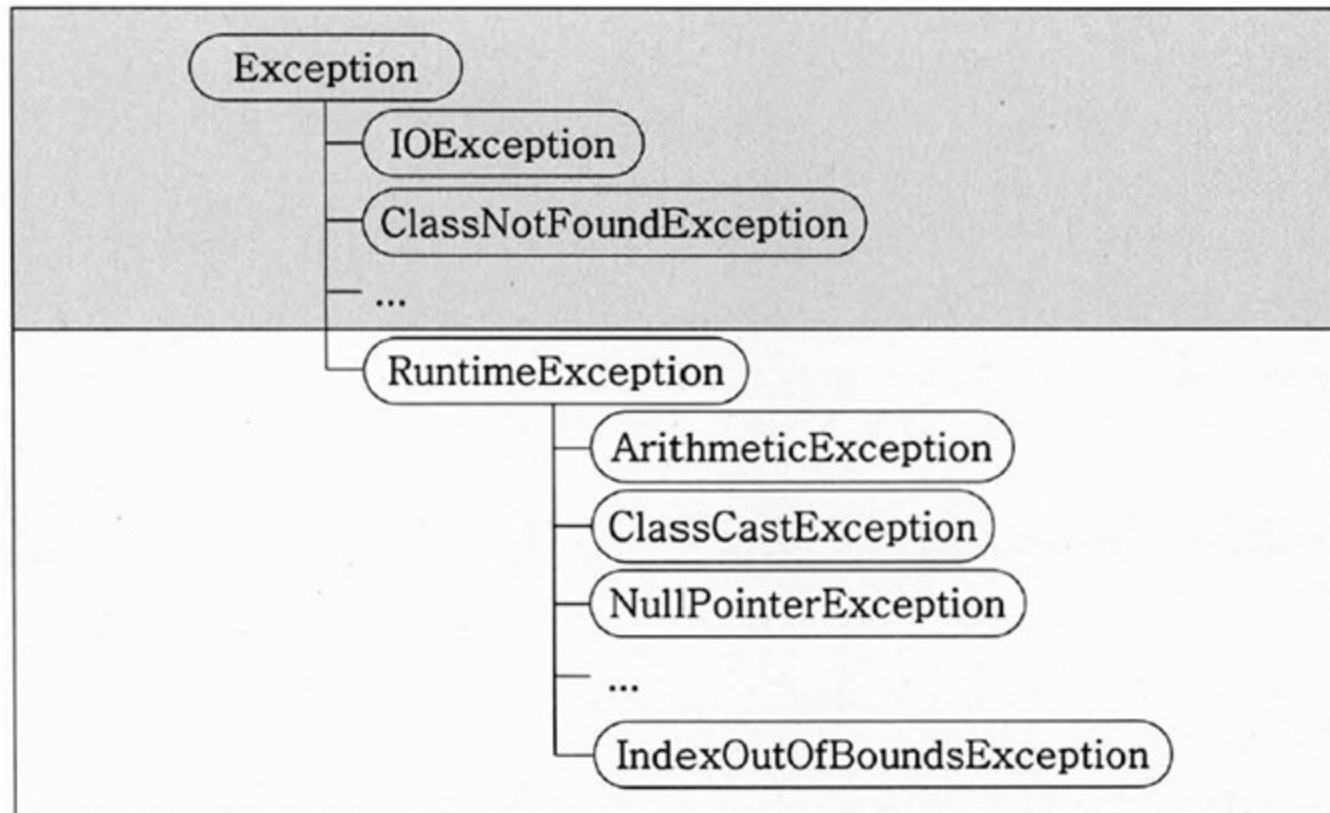 Exception
IOException
ClassNotFoundException
...
RuntimeException
ArithmeticException
ClassCastException
NullPointerException
...
IndexOutOfBoundsException